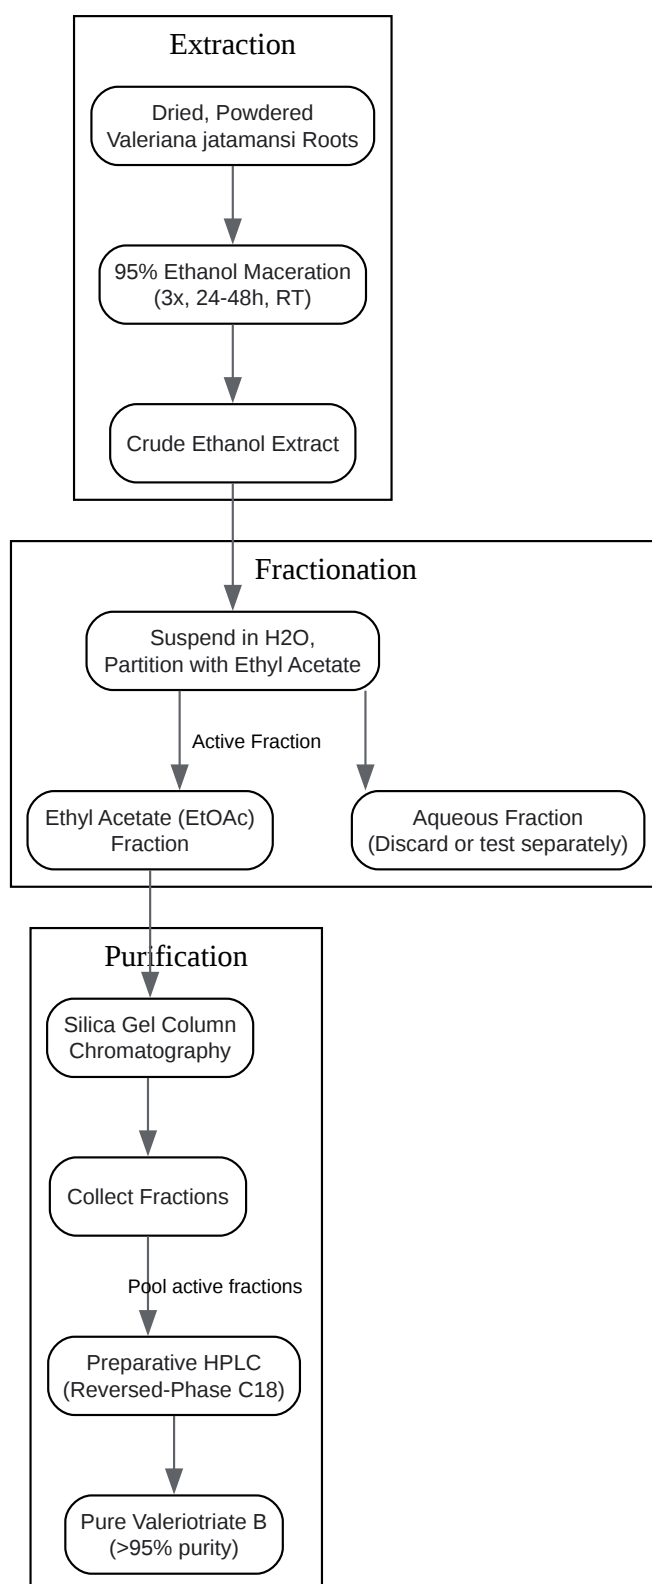 Extraction
Dried, Powdered
Valeriana jatamansi Roots
95% Ethanol Maceration
(3x, 24-48h, RT)
Crude Ethanol Extract
Fractionation
Suspend in H2O,
Partition with Ethyl Acetate
Active Fraction
Ethyl Acetate (EtOAc)
Fraction
Aqueous Fraction
(Discard or test separately)
Purification
Silica Gel Column
Chromatography
Collect Fractions
Pool active fractions
Preparative HPLC
(Reversed-Phase C18)
Pure Valeriotriate B
(>95% purity)